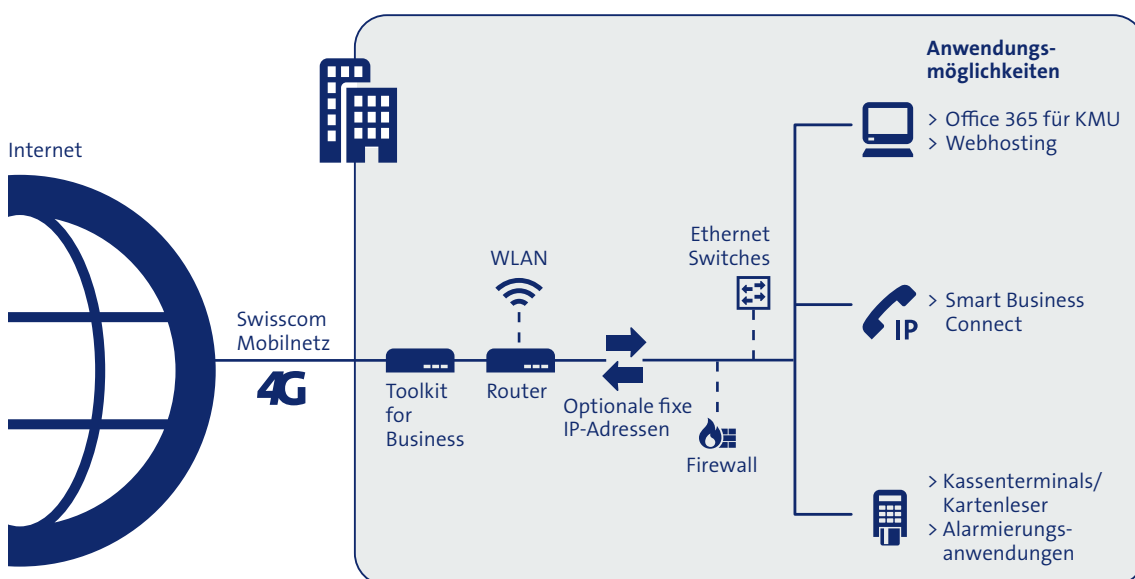 Anwendungs-
möglichkeiten
> Office 365 für KMU
> Webhosting
Internet
Ethernet
Switches
WLAN
> Smart Business
Connect
IP
Swisscom
Mobilnetz
4G
Toolkit
for
Business
Router
Optionale fixe
IP-Adressen
Firewall
> Kassenterminals/
Kartenleser
> Alarmierungs-
anwendungen